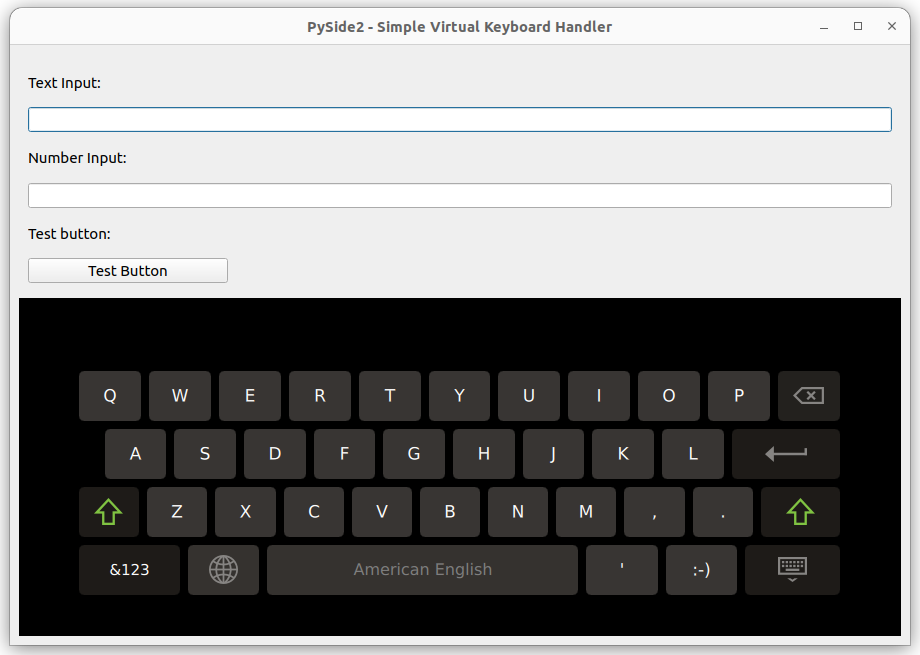 PySide2 - Simple Virtual Keyboard Handler
Text Input:
Number Input:
Test button:
Test Button
Q W E R T Y U I O P
A S D F G H J K L
Z X C V B N M , .
&123 American English ' :-)